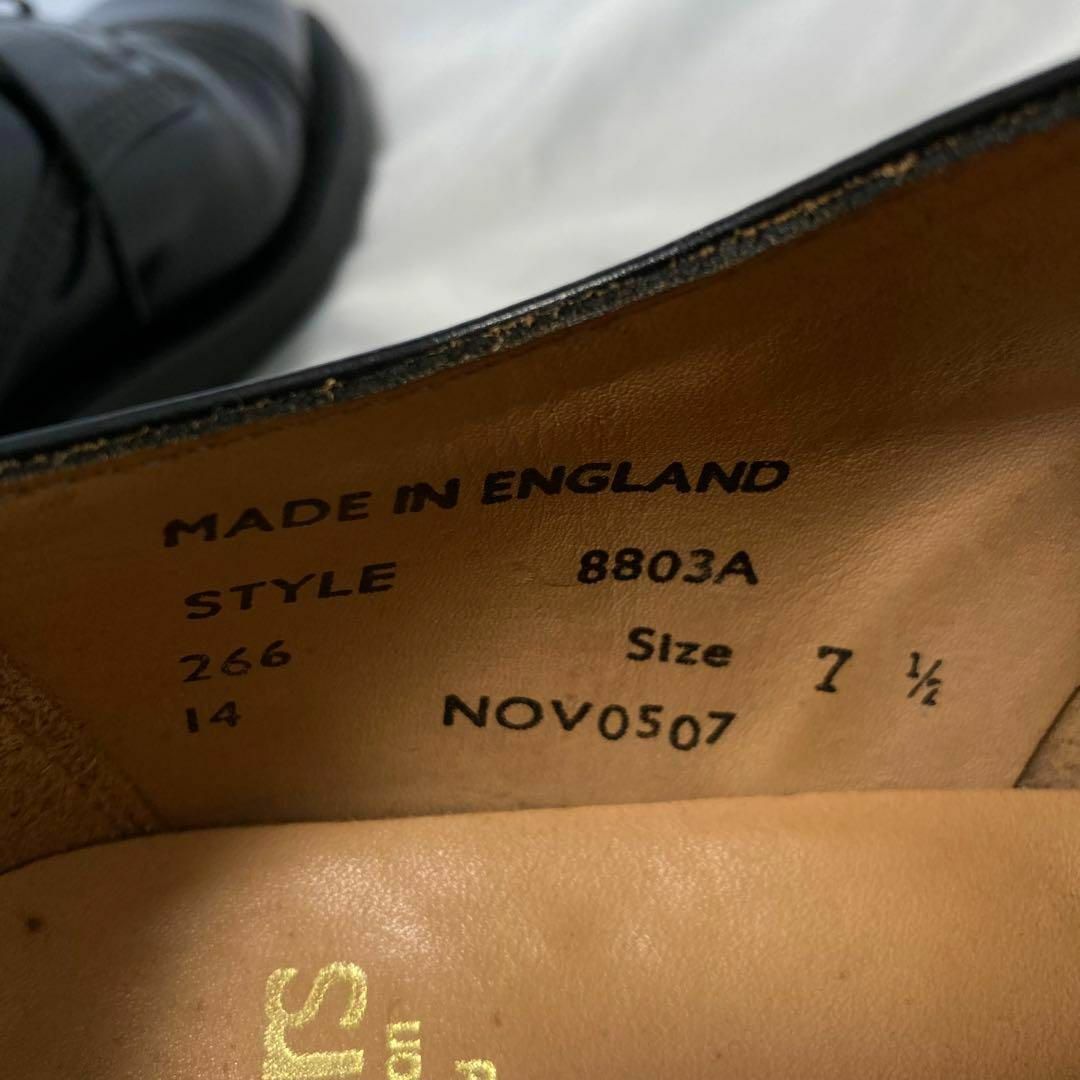 MADE IN ENGLAND
STYLE 8803A
266 Size 7 ½
14 NOV0507